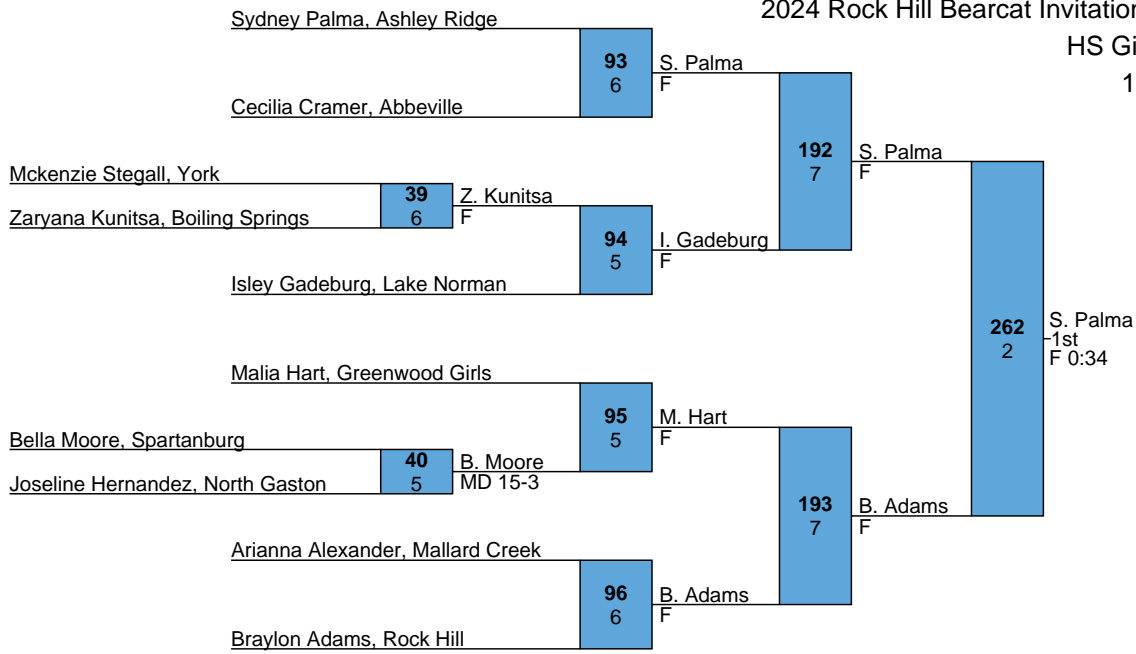 2024 Rock Hill Bearcat Invitation
HS Gi
1
Sydney Palma, Ashley Ridge
93
6
S. Palma
F
Cecilia Cramer, Abbeville
192
7
S. Palma
F
Mckenzie Stegall, York
39
6
Z. Kunitsa
F
Zaryana Kunitsa, Boiling Springs
94
5
I. Gadeburg
F
Isley Gadeburg, Lake Norman
262
2
S. Palma
1st
F 0:34
Malia Hart, Greenwood Girls
95
5
M. Hart
F
Bella Moore, Spartanburg
40
5
B. Moore
MD 15-3
Joseline Hernandez, North Gaston
193
7
B. Adams
F
Arianna Alexander, Mallard Creek
96
6
B. Adams
F
Braylon Adams, Rock Hill